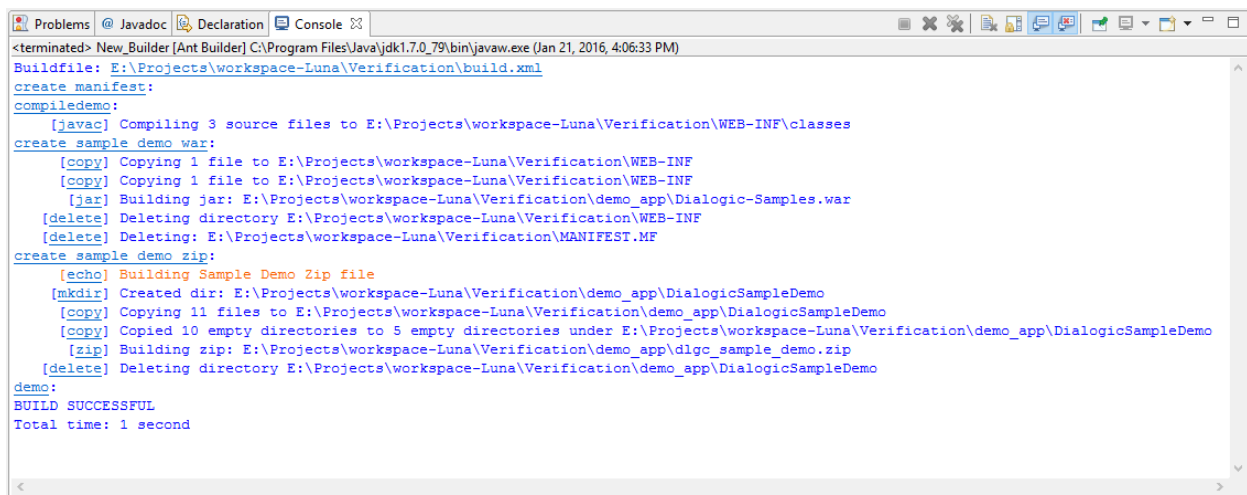 Problems @ Javadoc Declaration Console
<terminated> New_Builder [Ant Builder] C:\Program Files\Java\jdk1.7.0_79\bin\javaw.exe (Jan 21, 2016, 4:06:33 PM)
Buildfile: E:\Projects\workspace-Luna\Verification\build.xml
create manifest:
compiledemo:
[javac] Compiling 3 source files to E:\Projects\workspace-Luna\Verification\WEB-INF\classes
create sample demo war:
[copy] Copying 1 file to E:\Projects\workspace-Luna\Verification\WEB-INF
[copy] Copying 1 file to E:\Projects\workspace-Luna\Verification\WEB-INF
[jar] Building jar: E:\Projects\workspace-Luna\Verification\demo_app\Dialogic-Samples.war
[delete] Deleting directory E:\Projects\workspace-Luna\Verification\WEB-INF
[delete] Deleting: E:\Projects\workspace-Luna\Verification\MANIFEST.MF
create sample demo zip:
[echo] Building Sample Demo Zip file
[mkdir] Created dir: E:\Projects\workspace-Luna\Verification\demo_app\DialogicSampleDemo
[copy] Copying 11 files to E:\Projects\workspace-Luna\Verification\demo_app\DialogicSampleDemo
[copy] Copied 10 empty directories to 5 empty directories under E:\Projects\workspace-Luna\Verification\demo_app\DialogicSampleDemo
[zip] Building zip: E:\Projects\workspace-Luna\Verification\demo_app\dlgc_sample_demo.zip
[delete] Deleting directory E:\Projects\workspace-Luna\Verification\demo_app\DialogicSampleDemo
demo:
BUILD SUCCESSFUL
Total time: 1 second